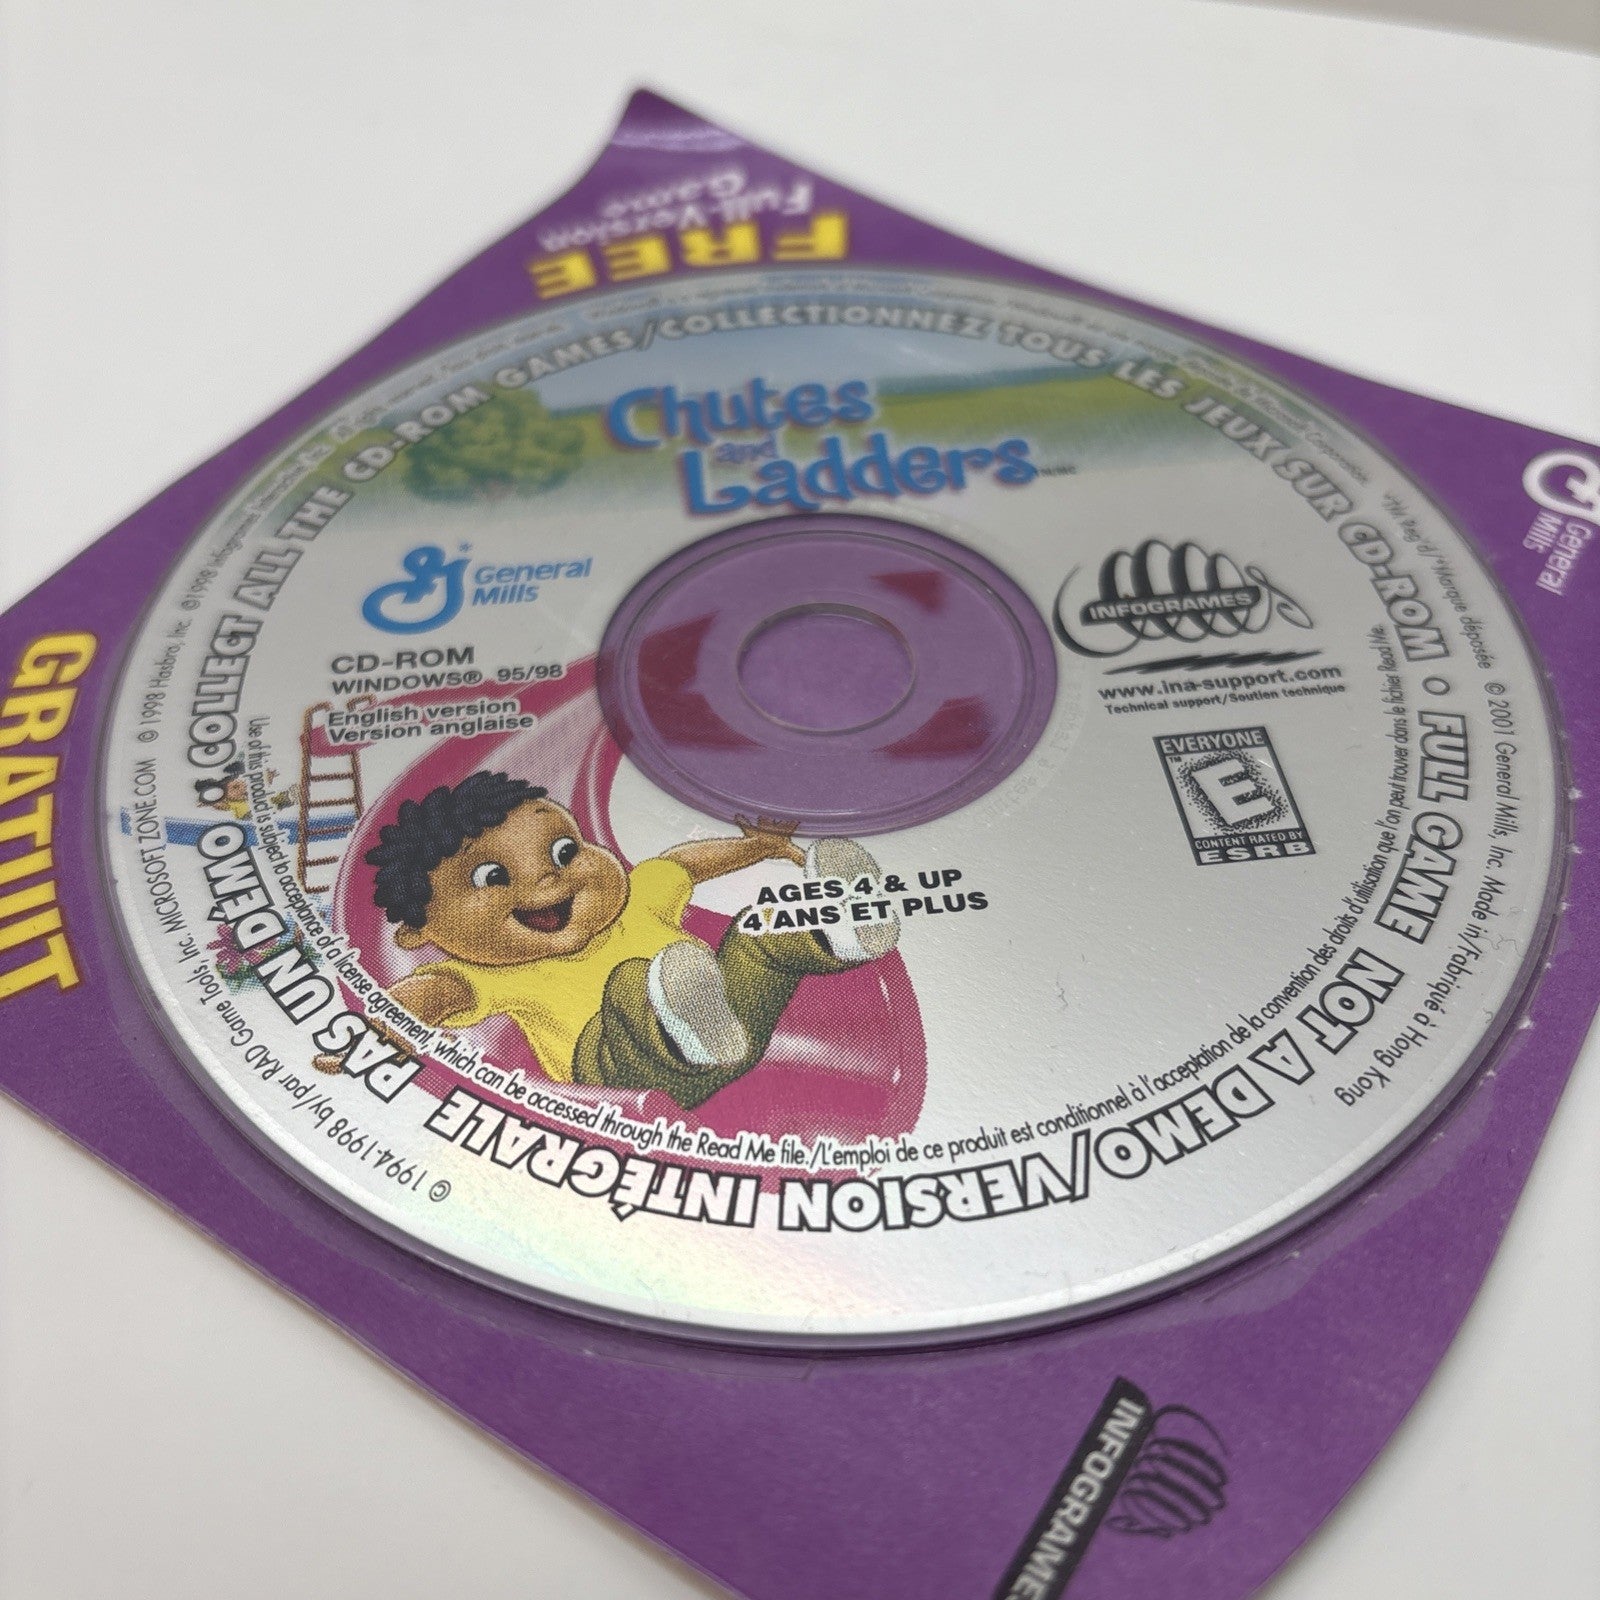 FREE
Full-Version
Game
GRATUIT
General
Mills
Chutes
and
Ladders
General
Mills
CD-ROM
WINDOWS® 95/98
English version
Version anglaise
INFOGRAMES
www.ina-support.com
Technical support/Soutien technique
EVERYONE
E
CONTENT RATED BY
ESRB
AGES 4 & UP
4 ANS ET PLUS
COLLECT ALL THE CD-ROM GAMES/COLLECTIONNEZ TOUS LES JEUX SUR CD-ROM
FULL GAME NOT A DEMO/VERSION INTÉGRALE PAS UN DÉMO
Use of this product is subject to acceptance of a license agreement, which can be accessed through the Read Me file./L'emploi de ce produit est conditionnel à l'acceptation de la convention des droits d'utilisation que l'on peut trouver dans le fichier Read Me.
© 2001 General Mills, Inc. Made in/Fabriqué à Hong Kong
© 1994-1998 by/par RAD Game Tools, Inc. MICROSOFT ZONE.COM © 1998 Hasbro, Inc. ©1998 Infogrames
INFOGRAMES